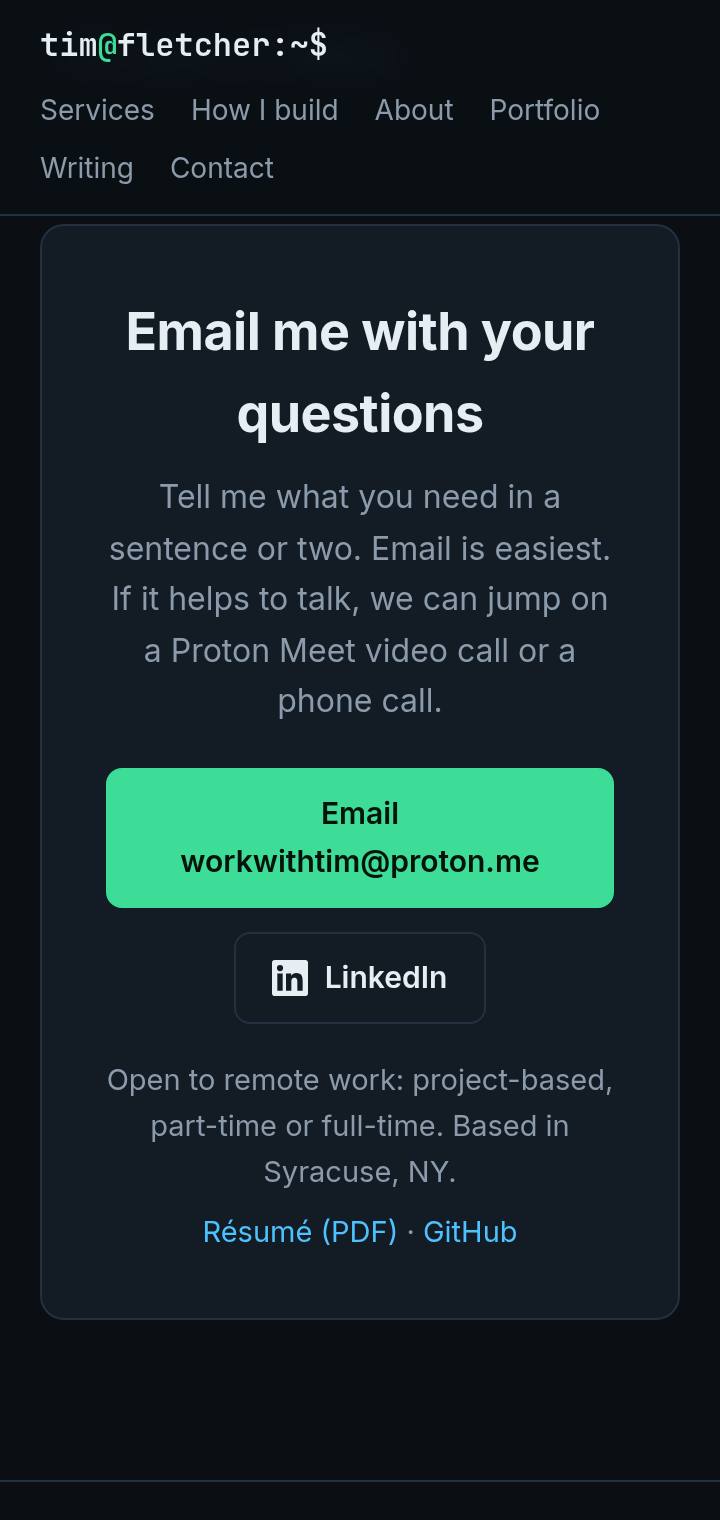 tim@fletcher:~$
Services How I build About Portfolio
Writing Contact
Email me with your
questions
Tell me what you need in a
sentence or two. Email is easiest.
If it helps to talk, we can jump on
a Proton Meet video call or a
phone call.
Email
workwithtim@proton.me
in LinkedIn
Open to remote work: project-based,
part-time or full-time. Based in
Syracuse, NY.
Résumé (PDF) · GitHub